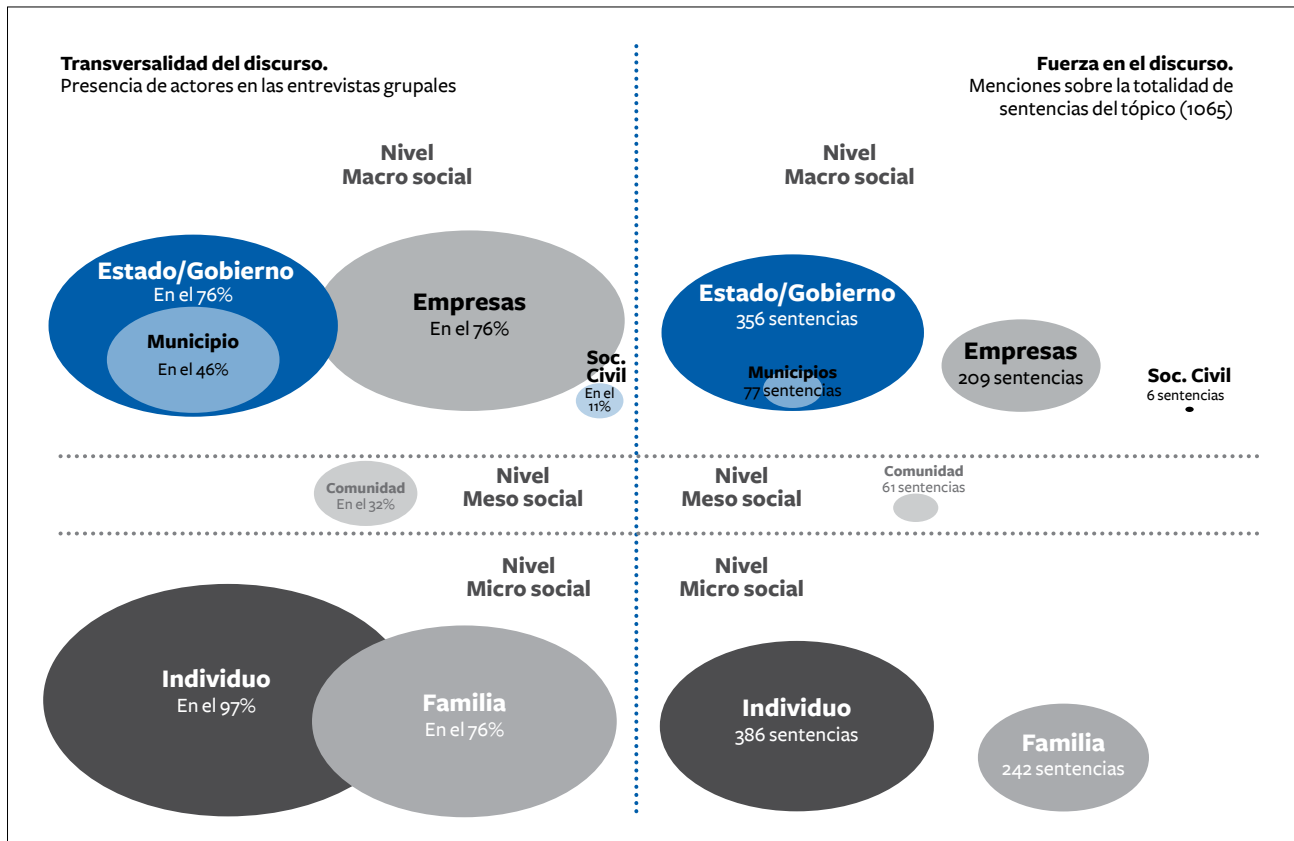 Transversalidad del discurso.
Presencia de actores en las entrevistas grupales
Fuerza en el discurso.
Menciones sobre la totalidad de
sentencias del tópico (1065)
Nivel
Macro social
Estado/Gobierno
En el 76%
Municipio
En el 46%
Empresas
En el 76%
Soc.
Civil
En el
11%
Nivel
Macro social
Estado/Gobierno
356 sentencias
Municipios
77 sentencias
Empresas
209 sentencias
Soc. Civil
6 sentencias
Comunidad
En el 32%
Nivel
Meso social
Nivel
Meso social
Comunidad
61 sentencias
Nivel
Micro social
Individuo
En el 97%
Familia
En el 76%
Nivel
Micro social
Individuo
386 sentencias
Familia
242 sentencias